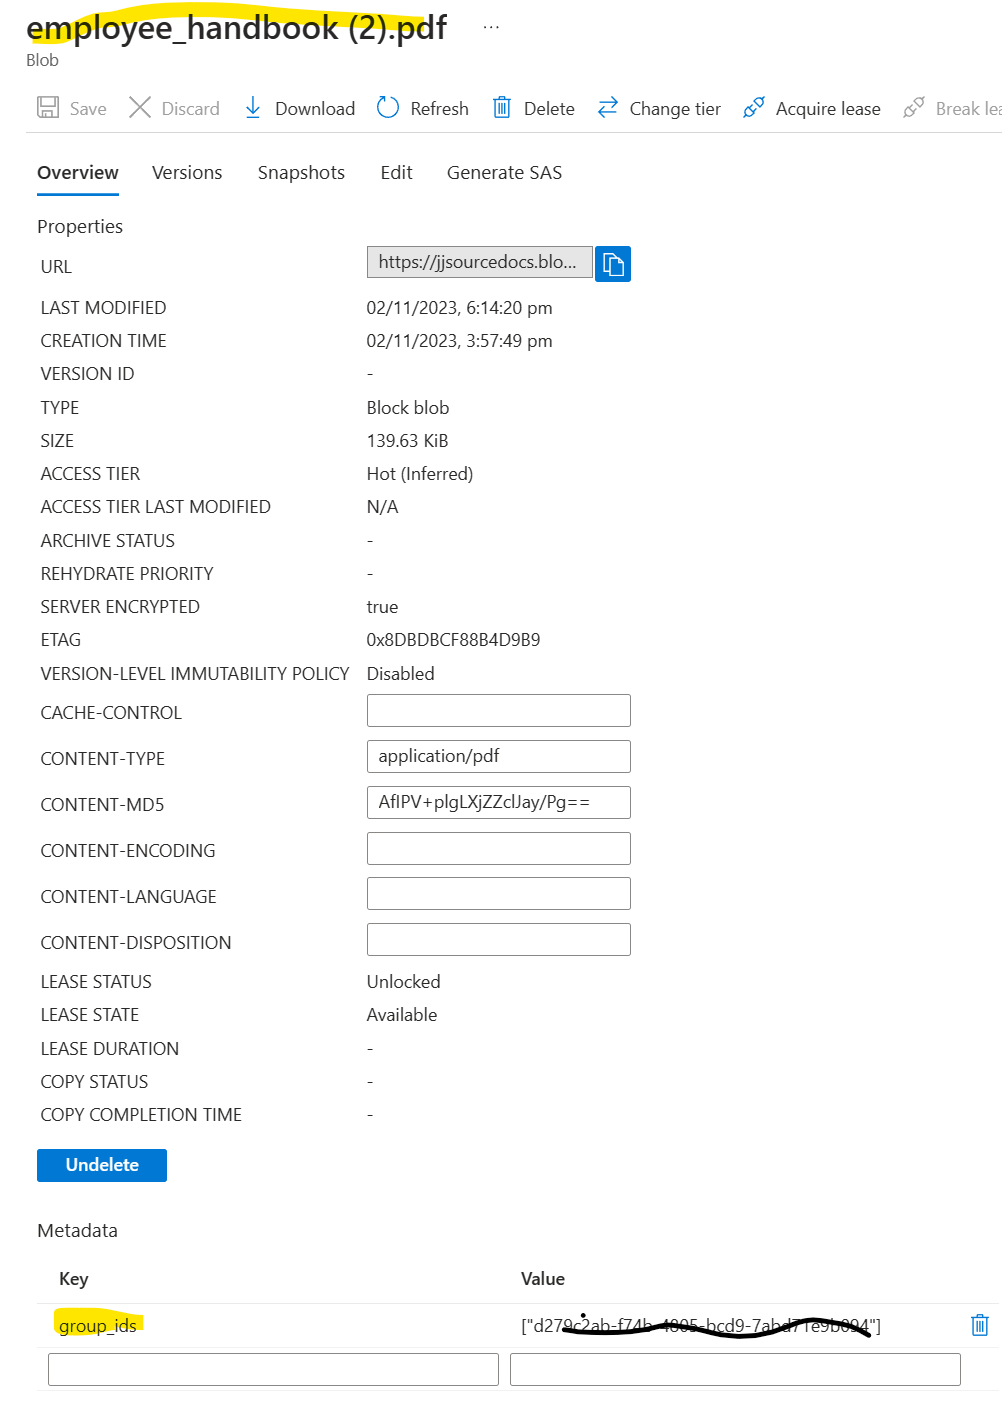 employee_handbook (2).pdf ...
Blob
Save Discard Download Refresh Delete Change tier Acquire lease Break lea
Overview Versions Snapshots Edit Generate SAS
Properties
URL https://jjsourcedocs.blo...
LAST MODIFIED 02/11/2023, 6:14:20 pm
CREATION TIME 02/11/2023, 3:57:49 pm
VERSION ID -
TYPE Block blob
SIZE 139.63 KiB
ACCESS TIER Hot (Inferred)
ACCESS TIER LAST MODIFIED N/A
ARCHIVE STATUS -
REHYDRATE PRIORITY -
SERVER ENCRYPTED true
ETAG 0x8DBDBCF88B4D9B9
VERSION-LEVEL IMMUTABILITY POLICY Disabled
CACHE-CONTROL
CONTENT-TYPE application/pdf
CONTENT-MD5 AfIPV+plgLXjZZclJay/Pg==
CONTENT-ENCODING
CONTENT-LANGUAGE
CONTENT-DISPOSITION
LEASE STATUS Unlocked
LEASE STATE Available
LEASE DURATION -
COPY STATUS -
COPY COMPLETION TIME -
Undelete
Metadata
Key Value
group_ids